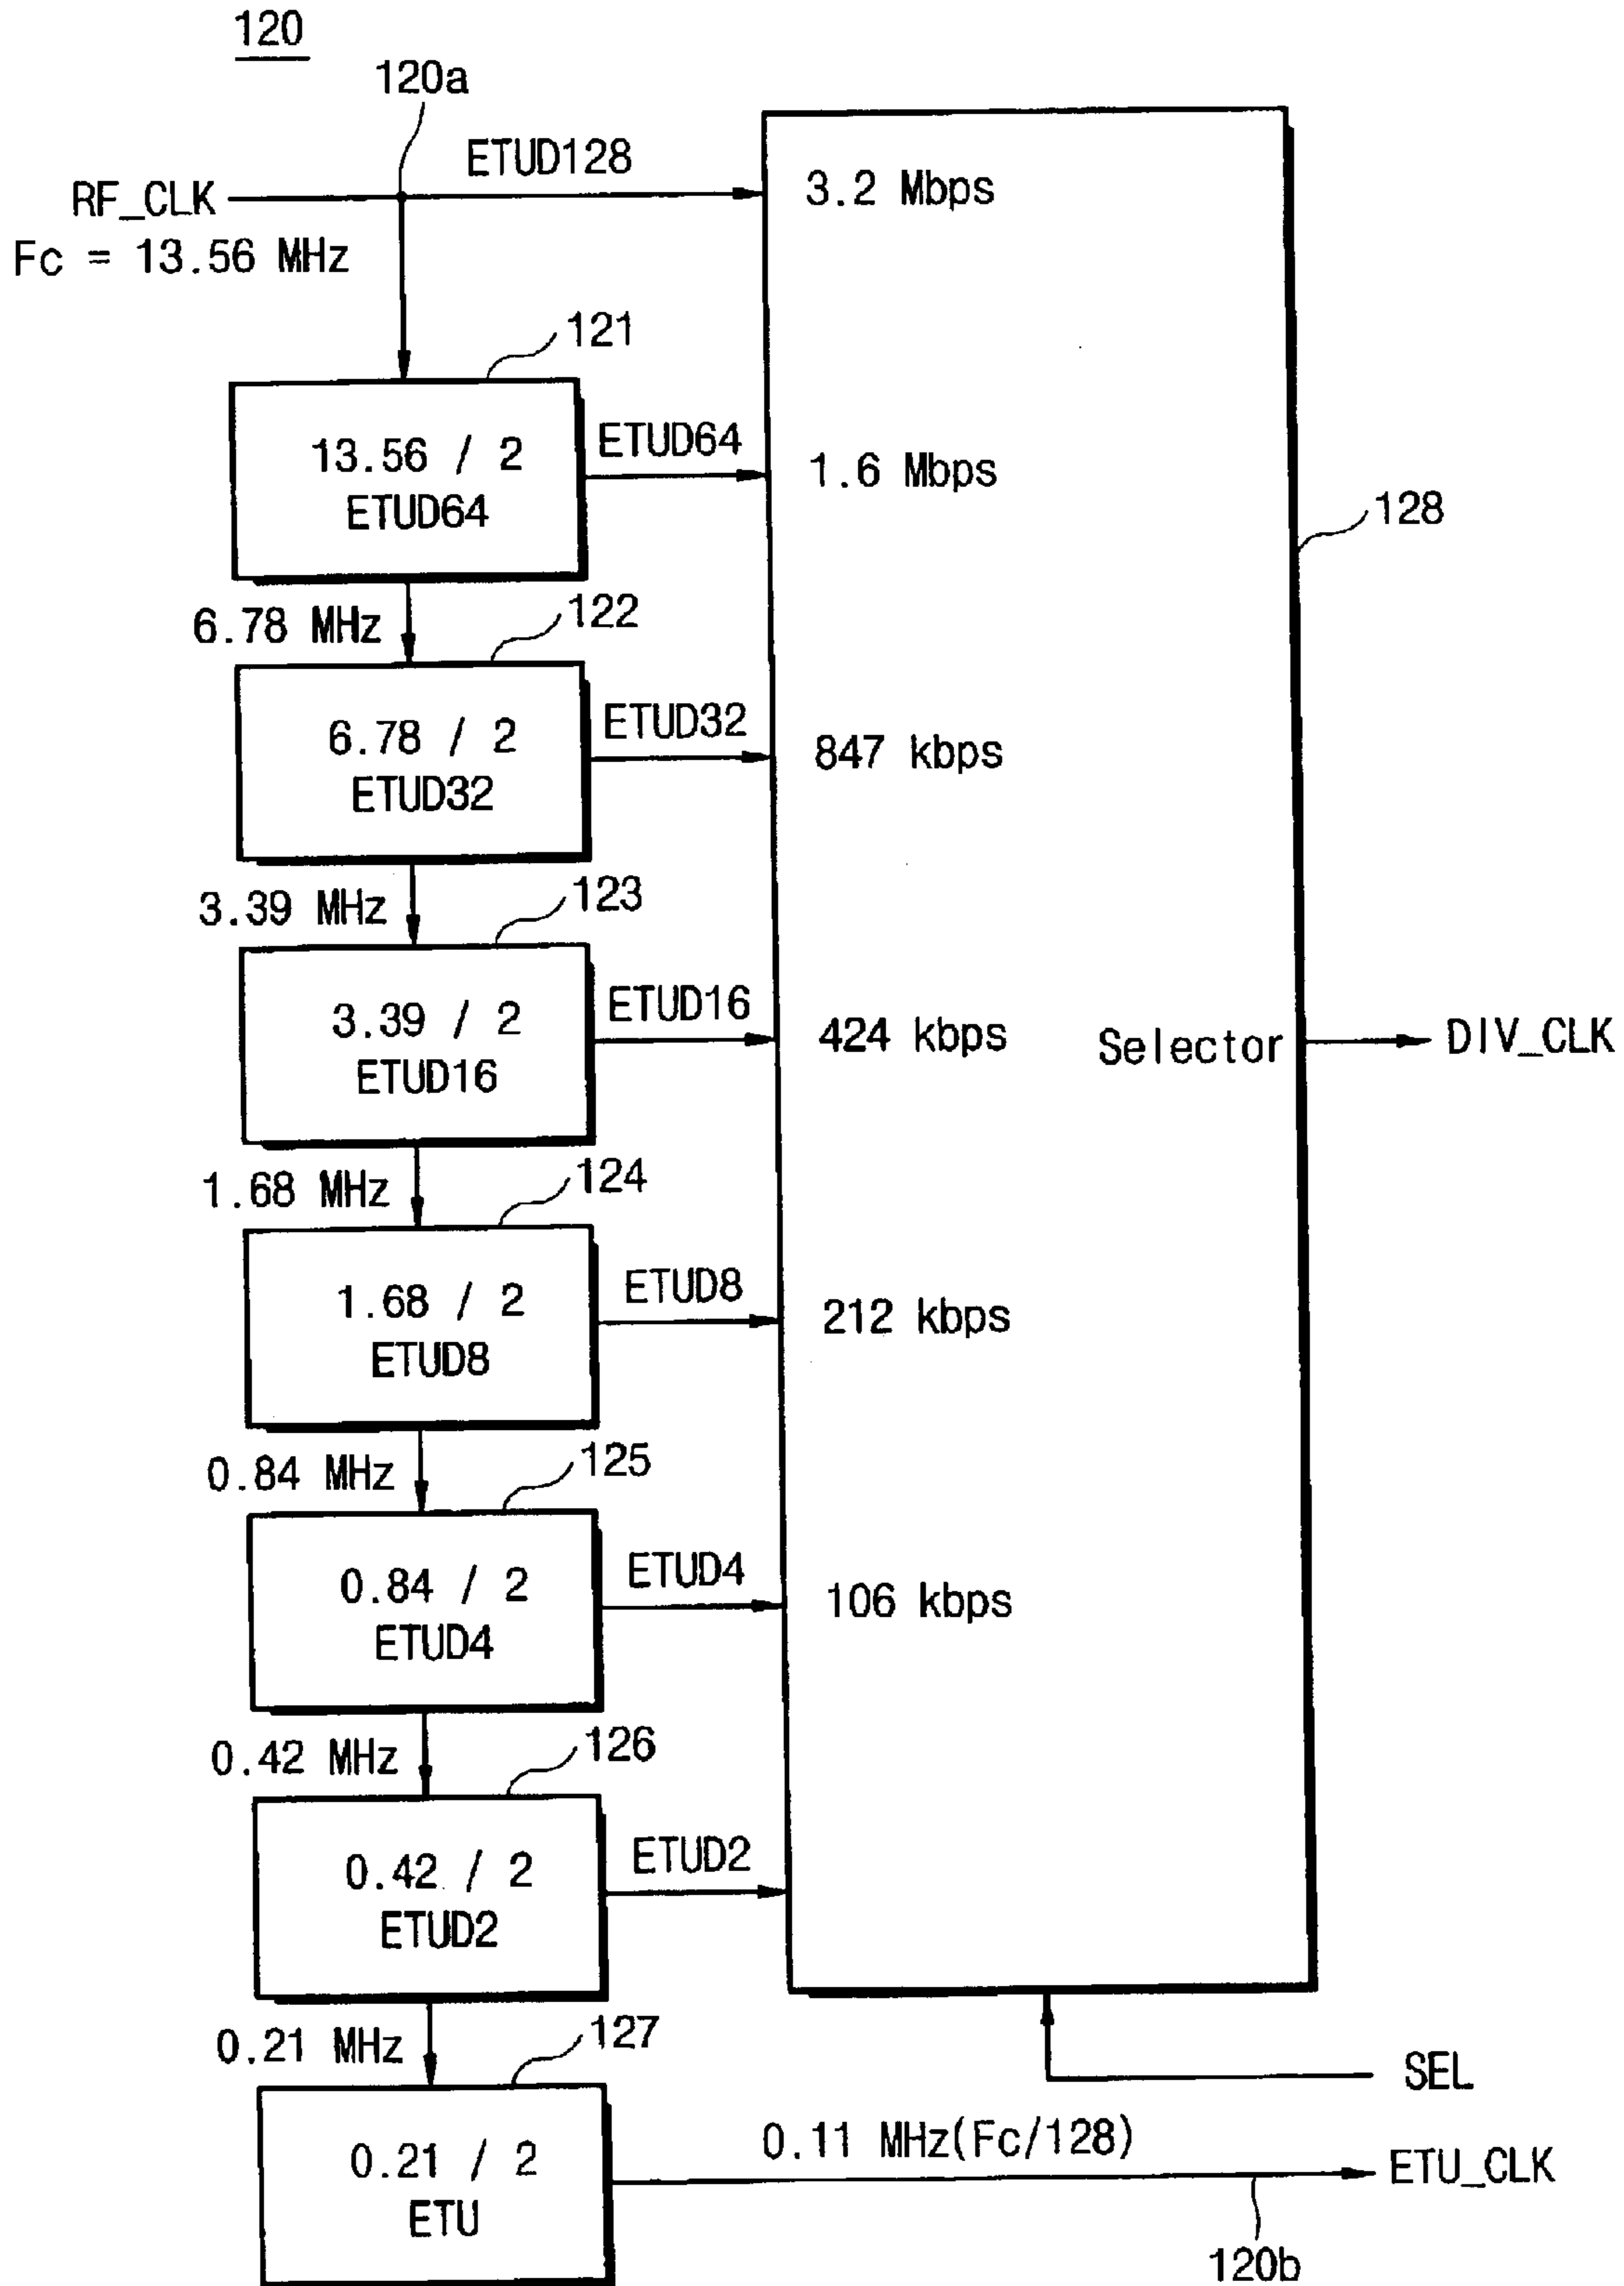 120
120a
ETUD128
RF_CLK
3.2 Mbps
Fc = 13.56 MHz
121
13.56 / 2
ETUD64
ETUD64
1.6 Mbps
128
6.78 MHz
122
6.78 / 2
ETUD32
ETUD32
847 kbps
3.39 MHz
123
3.39 / 2
ETUD16
ETUD16
424 kbps
Selector
DIV_CLK
1.68 MHz
124
1.68 / 2
ETUD8
ETUD8
212 kbps
0.84 MHz
125
0.84 / 2
ETUD4
ETUD4
106 kbps
0.42 MHz
126
0.42 / 2
ETUD2
ETUD2
0.21 MHz
127
SEL
0.21 / 2
ETU
0.11 MHz(Fc/128)
ETU_CLK
120b